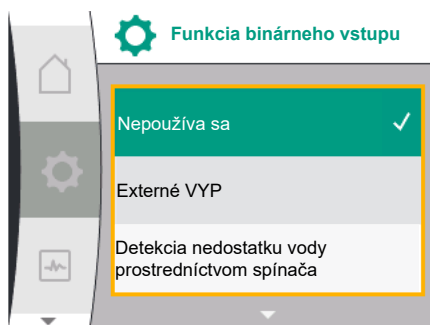 Funkcia binárneho vstupu
Nepoužíva sa
Externé VYP
Detekcia nedostatku vody
prostredníctvom spínača